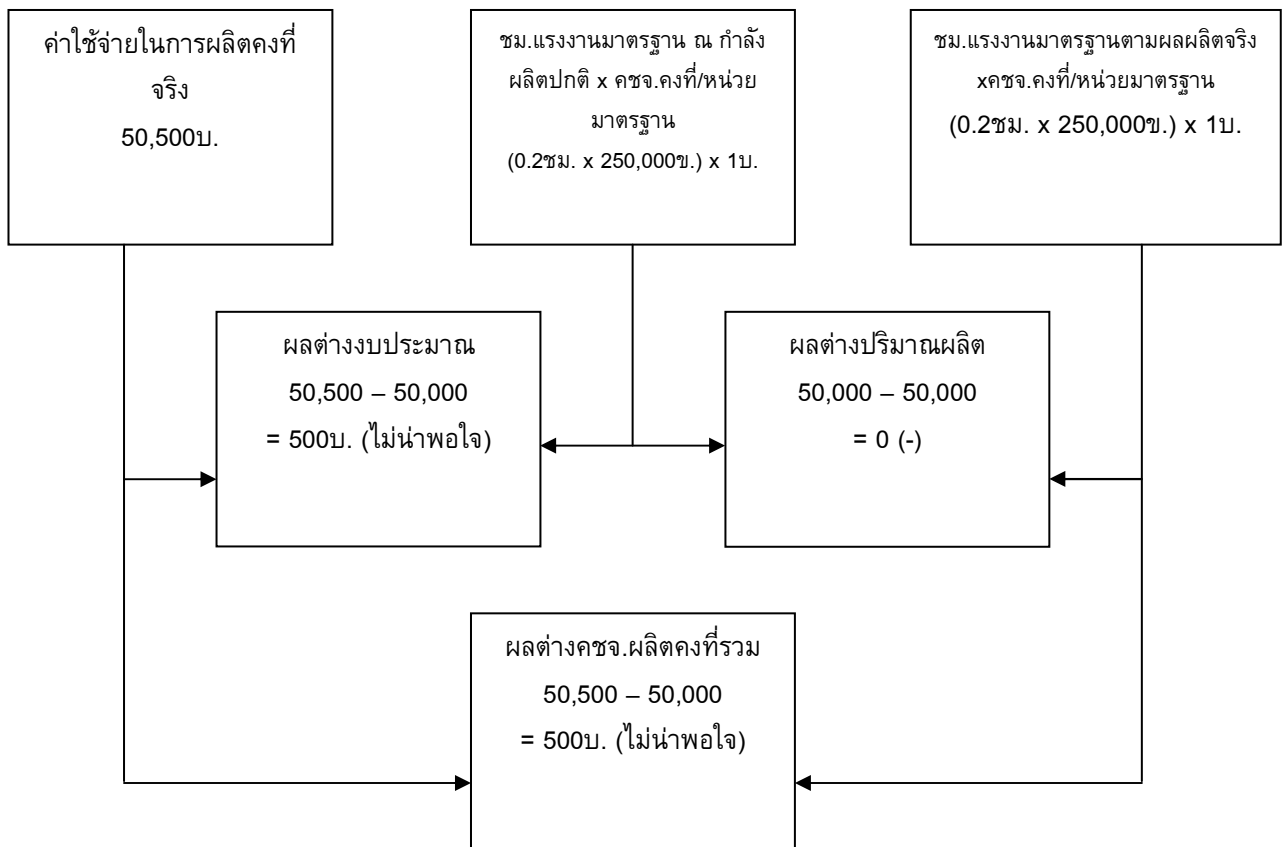 ค่าใช้จ่ายในการผลิตคงที่
จริง
50,500บ.
ชม.แรงงานมาตรฐาน ณ กำลัง
ผลิตปกติ x คชจ.คงที่/หน่วย
มาตรฐาน
(0.2ชม. x 250,000ข.) x 1บ.
ชม.แรงงานมาตรฐานตามผลผลิตจริง
xคชจ.คงที่/หน่วยมาตรฐาน
(0.2ชม. x 250,000ข.) x 1บ.
ผลต่างงบประมาณ
50,500 – 50,000
= 500บ. (ไม่น่าพอใจ)
ผลต่างปริมาณผลิต
50,000 – 50,000
= 0 (-)
ผลต่างคชจ.ผลิตคงที่รวม
50,500 – 50,000
= 500บ. (ไม่น่าพอใจ)